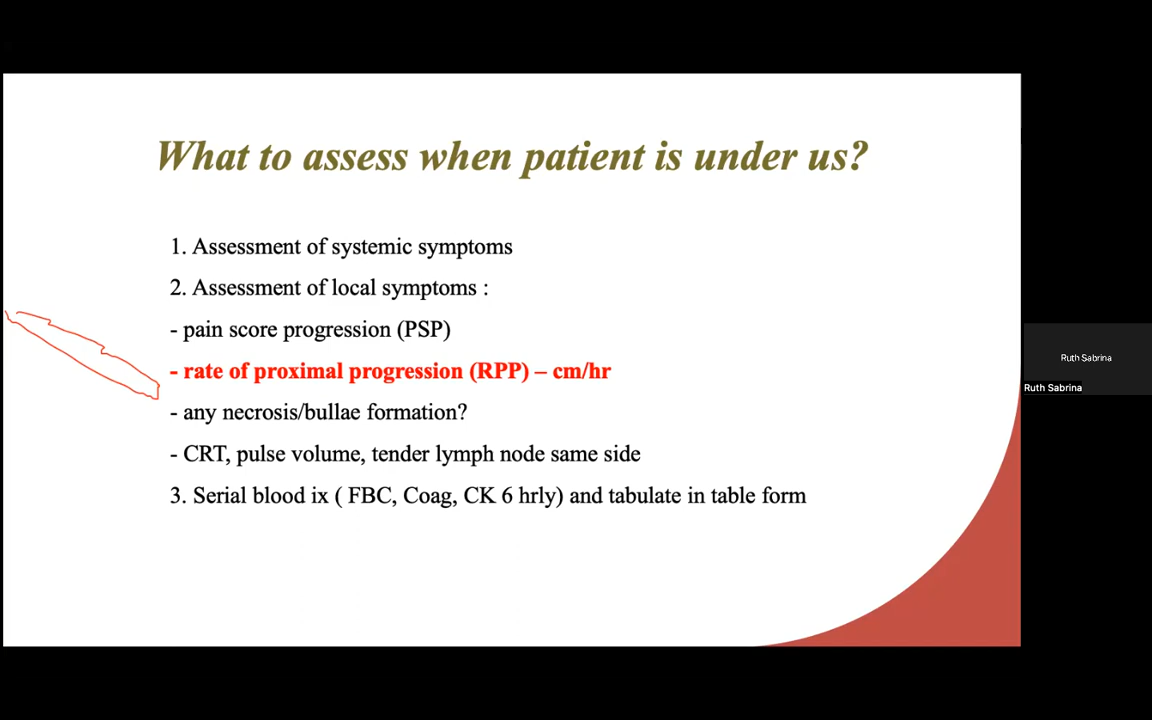 What to assess when patient is under us?
1. Assessment of systemic symptoms
2. Assessment of local symptoms :
- pain score progression (PSP)
- rate of proximal progression (RPP) – cm/hr
- any necrosis/bullae formation?
- CRT, pulse volume, tender lymph node same side
3. Serial blood ix ( FBC, Coag, CK 6 hrly) and tabulate in table form
Ruth Sabrina
Ruth Sabrina